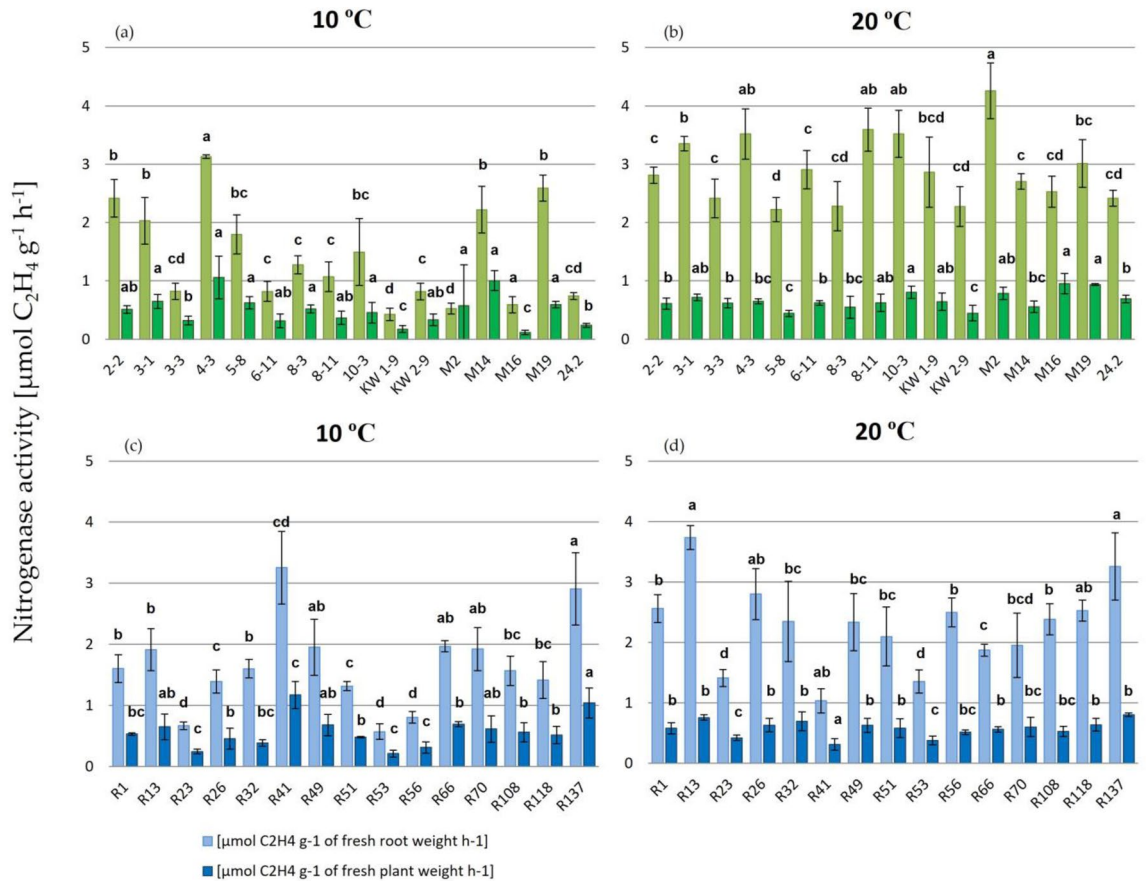 Nitrogenase activity [µmol C2H4 g-1 h-1]
10 ºC
(a)
5
4
3
2
1
0
b ab b a cd b a a bc a c ab c a c ab c a d c c ab d a b a c c b a cd b
2-2 3-1 3-3 4-3 5-8 6-11 8-3 8-11 10-3 KW 1-9 KW 2-9 M2 M14 M16 M19 24.2
20 ºC
(b)
5
4
3
2
1
0
c b b ab c b ab bc d c c b cd b ab ab ab a bcd b cd c a ab c bc cd a bc a cd b
2-2 3-1 3-3 4-3 5-8 6-11 8-3 8-11 10-3 KW 1-9 KW 2-9 M2 M14 M16 M19 24.2
10 ºC
(c)
5
4
3
2
1
0
b bc b ab c c c b b bc cd c ab ab c b d c c c b b b ab bc b bc b a a
R1 R13 R23 R26 R32 R41 R49 R51 R53 R56 R66 R70 R108 R118 R137
20 ºC
(d)
5
4
3
2
1
0
b b a b d c ab b bc b ab a bc b bc b d c b b c b bcd bc bc b ab b a b
R1 R13 R23 R26 R32 R41 R49 R51 R53 R56 R66 R70 R108 R118 R137
[µmol C2H4 g-1 of fresh root weight h-1]
[µmol C2H4 g-1 of fresh plant weight h-1]